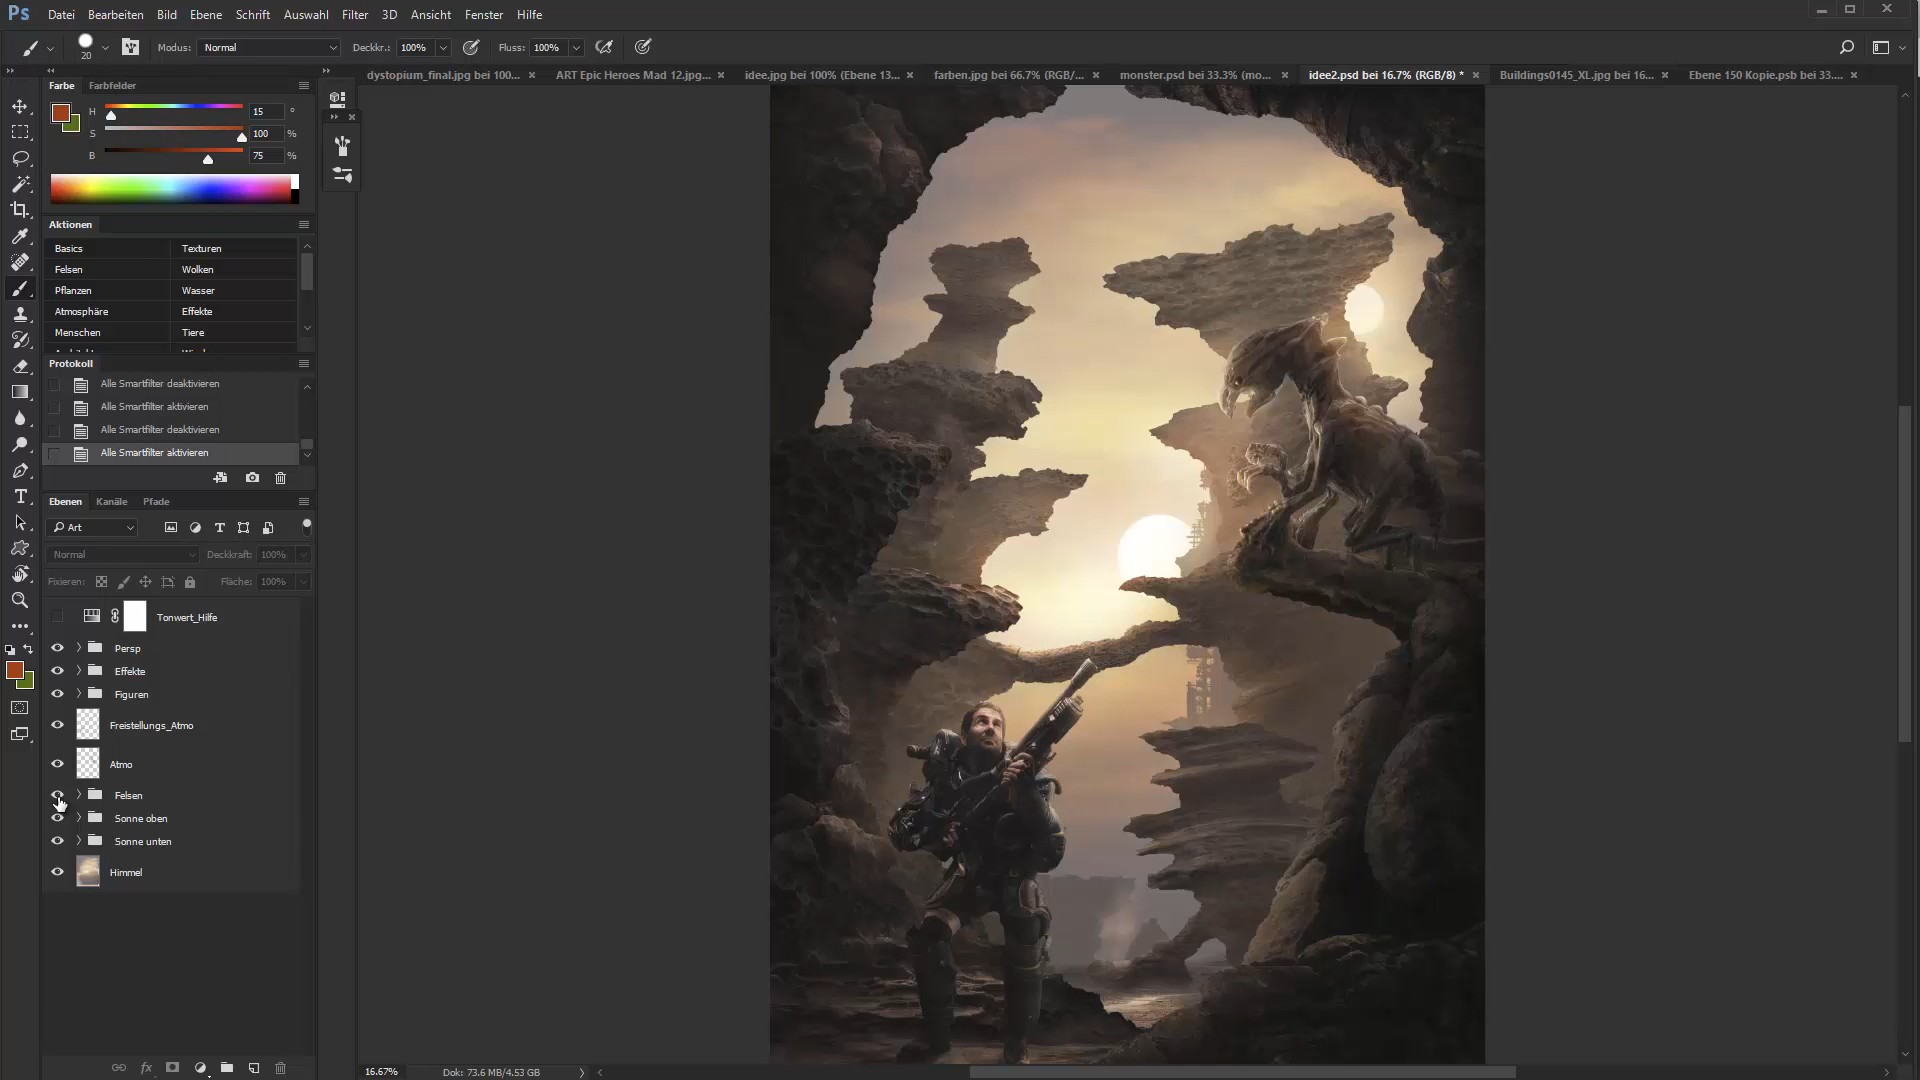 Ps Datei Bearbeiten Bild Ebene Schrift Auswahl Filter 3D Ansicht Fenster Hilfe
20 Modus: Normal Deckkr.: 100% Fluss: 100%
dystopium_final.jpg bei 100... × ART Epic Heroes Mad 12.jpg... × idee.jpg bei 100% (Ebene 13... × farben.jpg bei 66.7% (RGB/... × monster.psd bei 33.3% (mo... × idee2.psd bei 16.7% (RGB/8) * × Buildings0145_XL.jpg bei 16... × Ebene 150 Kopie.psb bei 33.... ×
Farbe Farbfelder
H 15 °
S 100 %
B 75 %
Aktionen
Basics Texturen
Felsen Wolken
Pflanzen Wasser
Atmosphäre Effekte
Menschen Tiere
Protokoll
Alle Smartfilter deaktivieren
Alle Smartfilter aktivieren
Alle Smartfilter deaktivieren
Alle Smartfilter aktivieren
Ebenen Kanäle Pfade
Art
Normal Deckkraft: 100%
Fixieren: Fläche: 100%
Tonwert_Hilfe
Persp
Effekte
Figuren
Freistellungs_Atmo
Atmo
Felsen
Sonne oben
Sonne unten
Himmel
fx
16.67% Dok: 73.6 MB/4.53 GB